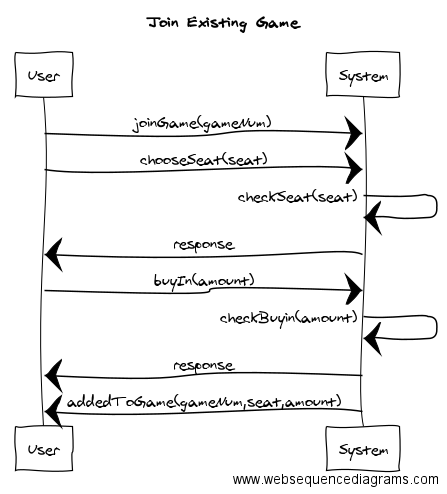 Join Existing Game
User
System
joinGame(gameNum)
chooseSeat(seat)
checkSeat(seat)
response
buyIn(amount)
checkBuyin(amount)
response
addedToGame(gameNum,seat,amount)
User
System
www.websequencediagrams.com